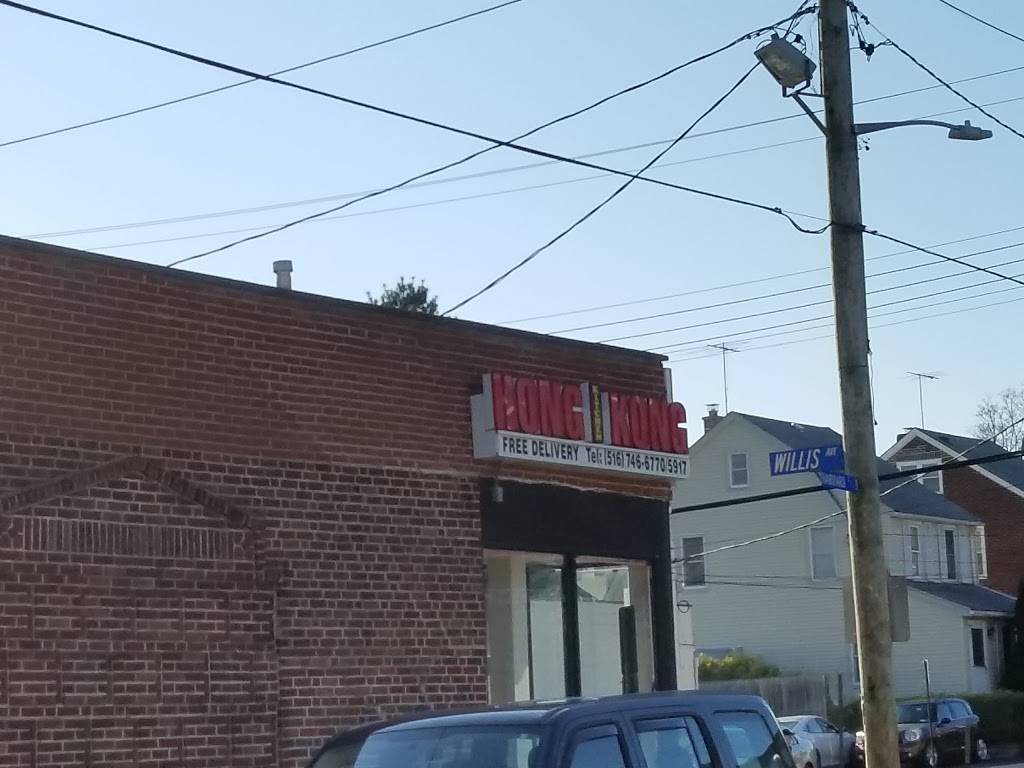 HONG KONG
FREE DELIVERY Tel: (516) 746-6770/5917
WILLIS AVE